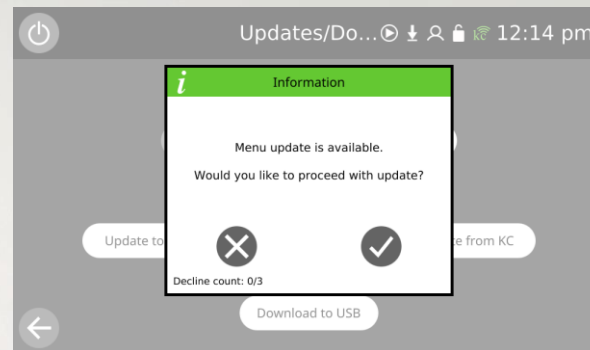 Updates/Do... KC 12:14 pm
i Information
Menu update is available.
Would you like to proceed with update?
Update to
from KC
Decline count: 0/3
Download to USB